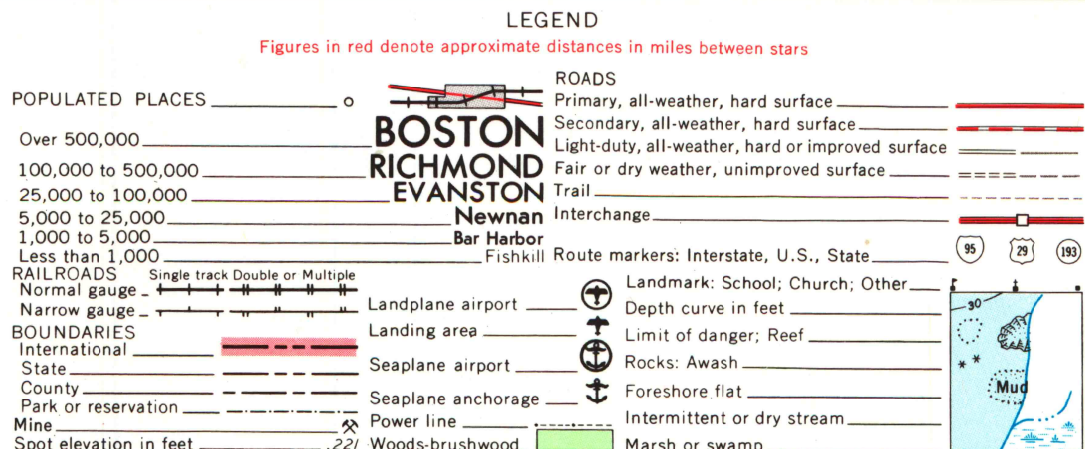 LEGEND
Figures in red denote approximate distances in miles between stars
POPULATED PLACES
Over 500,000 BOSTON
100,000 to 500,000 RICHMOND
25,000 to 100,000 EVANSTON
5,000 to 25,000 Newnan
1,000 to 5,000 Bar Harbor
Less than 1,000 Fishkill
ROADS
Primary, all-weather, hard surface
Secondary, all-weather, hard surface
Light-duty, all-weather, hard or improved surface
Fair or dry weather, unimproved surface
Trail
Interchange
Route markers: Interstate, U.S., State 95 29 193
RAILROADS Single track Double or Multiple
Normal gauge
Narrow gauge
BOUNDARIES
International
State
County
Park or reservation
Mine
Spot elevation in feet .221
Landplane airport
Landing area
Seaplane airport
Seaplane anchorage
Power line
Woods-brushwood
Landmark: School; Church; Other
Depth curve in feet 30
Limit of danger; Reef
Rocks: Awash
Foreshore flat Mud
Intermittent or dry stream
Marsh or swamp